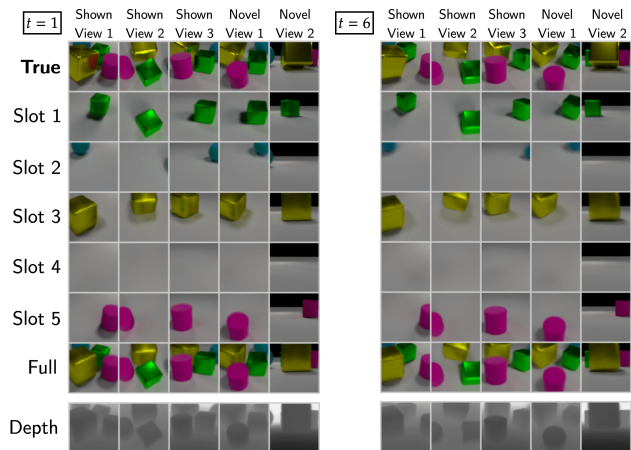 t = 1
Shown View 1
Shown View 2
Shown View 3
Novel View 1
Novel View 2
t = 6
Shown View 1
Shown View 2
Shown View 3
Novel View 1
Novel View 2
True
Slot 1
Slot 2
Slot 3
Slot 4
Slot 5
Full
Depth